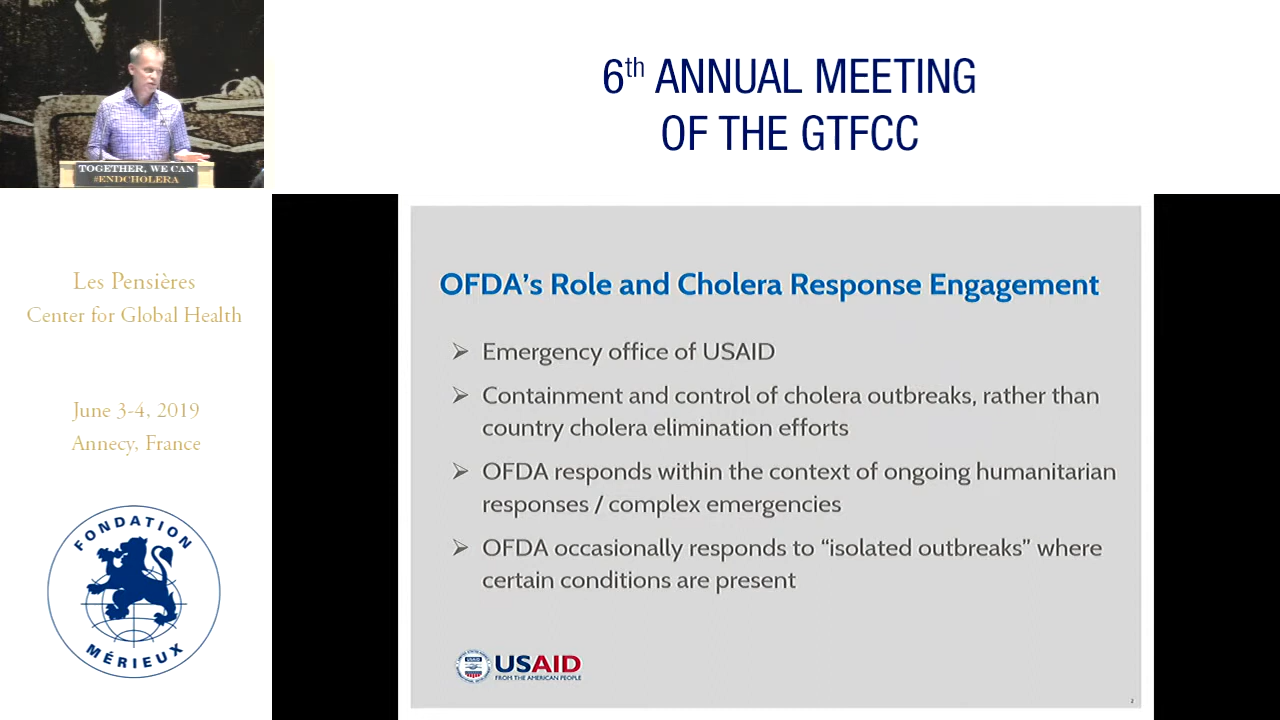 6th ANNUAL MEETING
OF THE GTFCC
TOGETHER, WE CAN
#ENDCHOLERA
Les Pensières
Center for Global Health
June 3-4, 2019
Annecy, France
FONDATION
MÉRIEUX
OFDA's Role and Cholera Response Engagement
➢ Emergency office of USAID
➢ Containment and control of cholera outbreaks, rather than
country cholera elimination efforts
➢ OFDA responds within the context of ongoing humanitarian
responses / complex emergencies
➢ OFDA occasionally responds to “isolated outbreaks” where
certain conditions are present
USAID
FROM THE AMERICAN PEOPLE
2